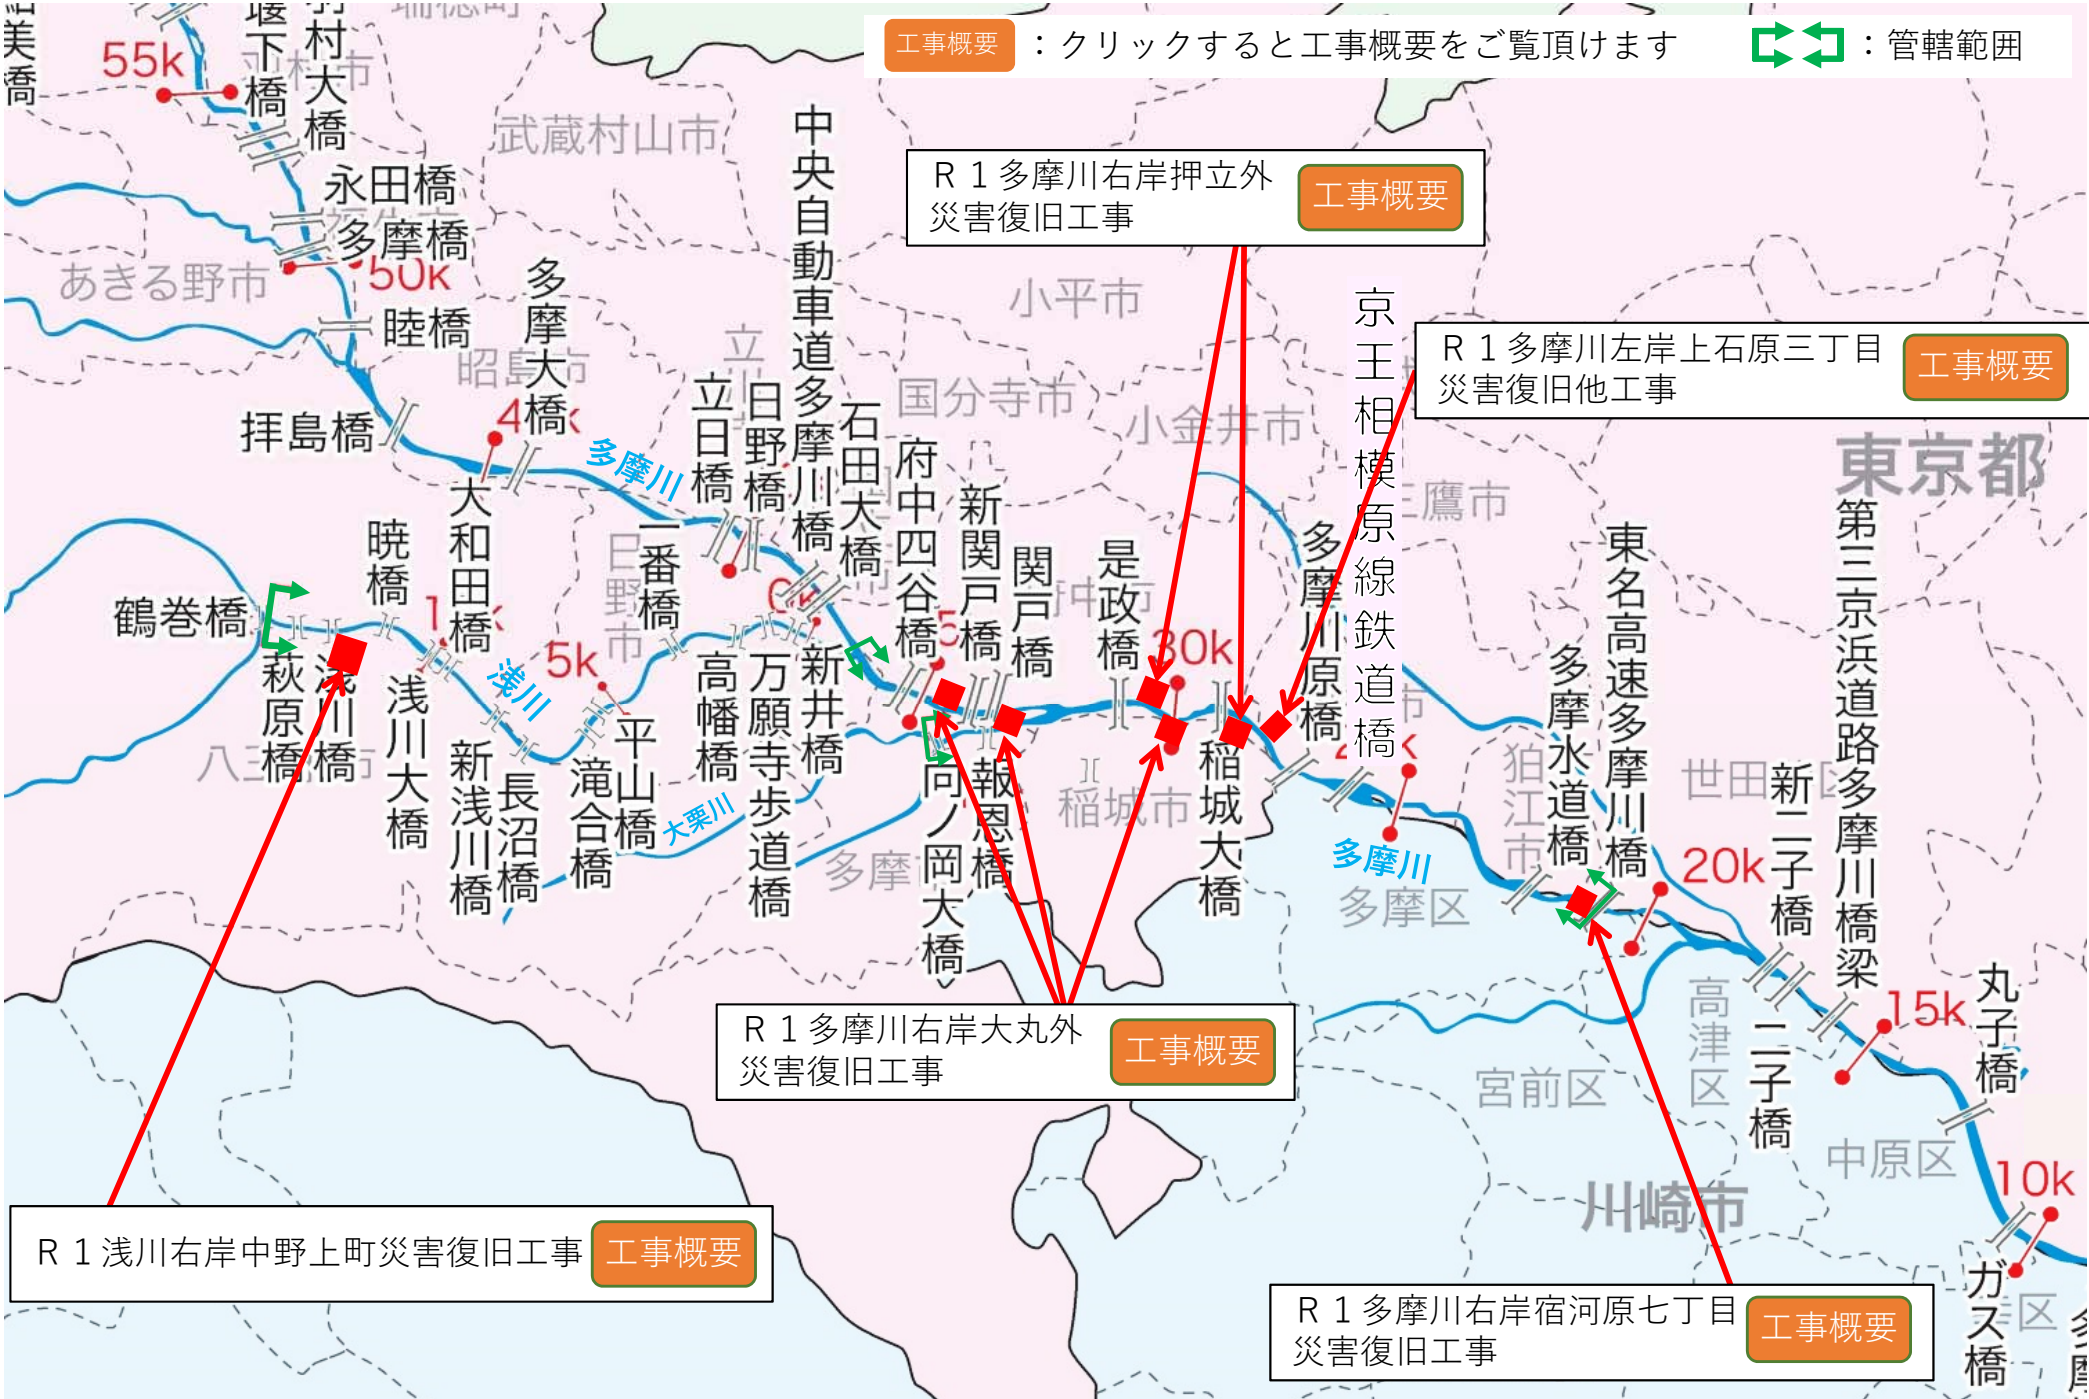 工事概要
：クリックすると工事概要をご覧頂けます
：管轄範囲
55k
堰下橋
村大橋
美橋
瑞穂町
武蔵村山市
永田橋
多摩橋
50k
あきる野市
睦橋
昭島市
多摩大橋
拝島橋
多摩川
中央自動車道多摩川橋
立日橋
日野橋
石田大橋
国分寺市
小平市
小金井市
府中四谷橋
新関戸橋
関戸橋
是政橋
30k
R１多摩川右岸押立外
災害復旧工事
工事概要
京王相模原線鉄道橋
R１多摩川左岸上石原三丁目
災害復旧他工事
工事概要
東京都
三鷹市
多摩川原橋
東名高速多摩川橋
第三京浜道路多摩川橋梁
多摩水道橋
狛江市
新二子橋
20k
鶴巻橋
暁橋
大和田橋
一番橋
日野市
萩原橋
浅川橋
浅川
5k
浅川大橋
新浅川橋
長沼橋
滝合橋
平山橋
高幡橋
万願寺歩道橋
新井橋
大栗川
向ノ岡大橋
報恩橋
稲城市
稲城大橋
多摩川
多摩区
高津区
宮前区
二子橋
15k
丸子橋
中原区
10k
川崎市
ガス橋
R１多摩川右岸大丸外
災害復旧工事
工事概要
R１浅川右岸中野上町災害復旧工事
工事概要
R１多摩川右岸宿河原七丁目
災害復旧工事
工事概要